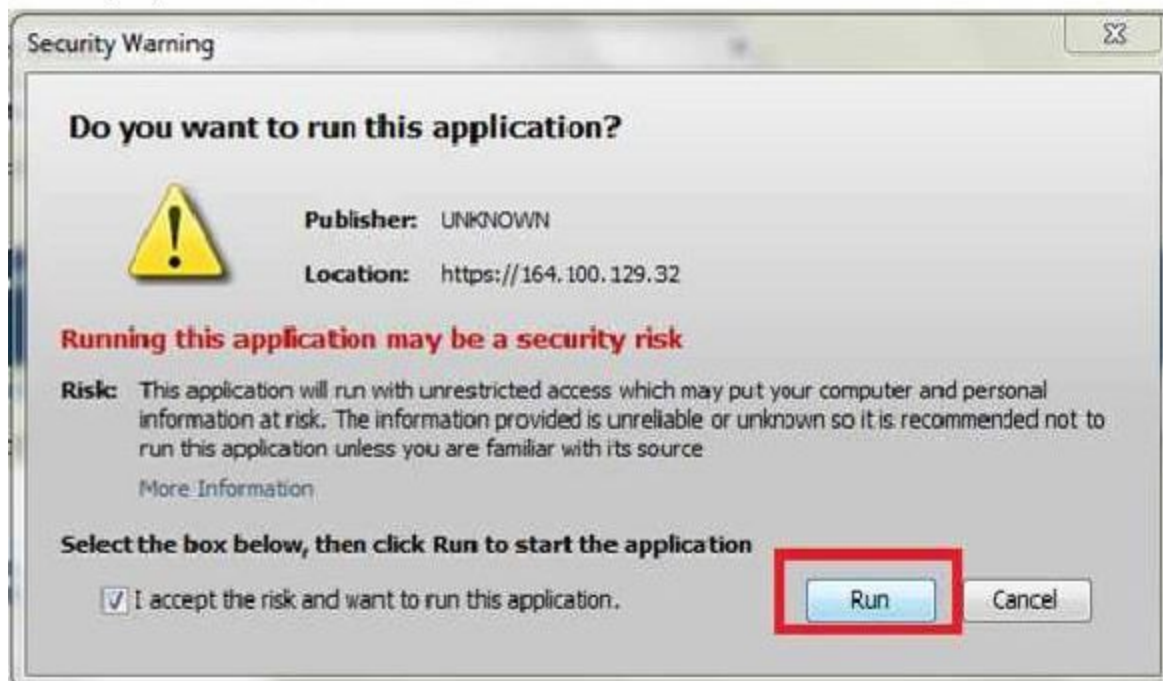 Security Warning
Do you want to run this application?
Publisher: UNKNOWN
Location: https://164.100.129.32
Running this application may be a security risk
Risk: This application will run with unrestricted access which may put your computer and personal
information at risk. The information provided is unreliable or unknown so it is recommended not to
run this application unless you are familiar with its source
More Information
Select the box below, then click Run to start the application
I accept the risk and want to run this application.
Run Cancel